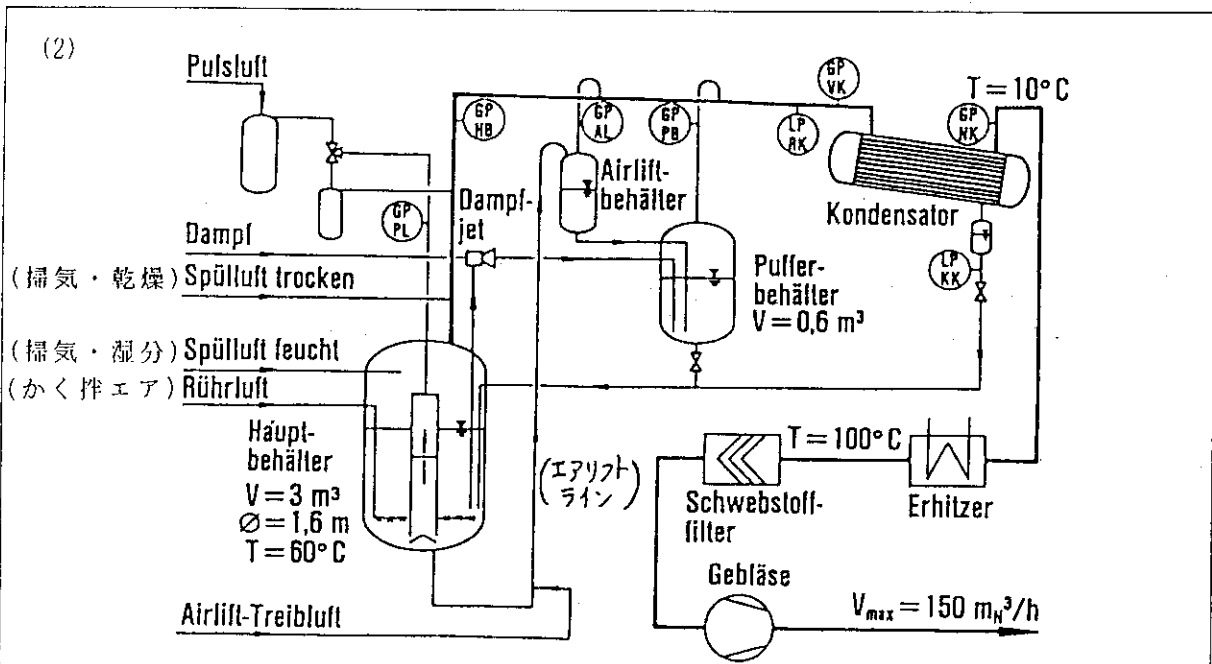 (2)
Pulsluft
GP
HB
GP
AL
GP
PB
LP
RK
GP
VK
GP
NK
T = 10°C
Airlift-
behälter
Kondensator
GP
PL
Dampf-
jet
Dampf
(掃気・乾燥) Spülluft trocken
Puffer-
behälter
V = 0,6 m³
LP
KK
(掃気・湿分) Spülluft feucht
(かく拌エア) Rührluft
Haupt-
behälter
V = 3 m³
Ø = 1,6 m
T = 60°C
(エアリフト
ライン)
T = 100°C
Schwebstoff-
filter
Erhitzer
Gebläse
Airlift-Treibluft
Vmax = 150 mN³/h